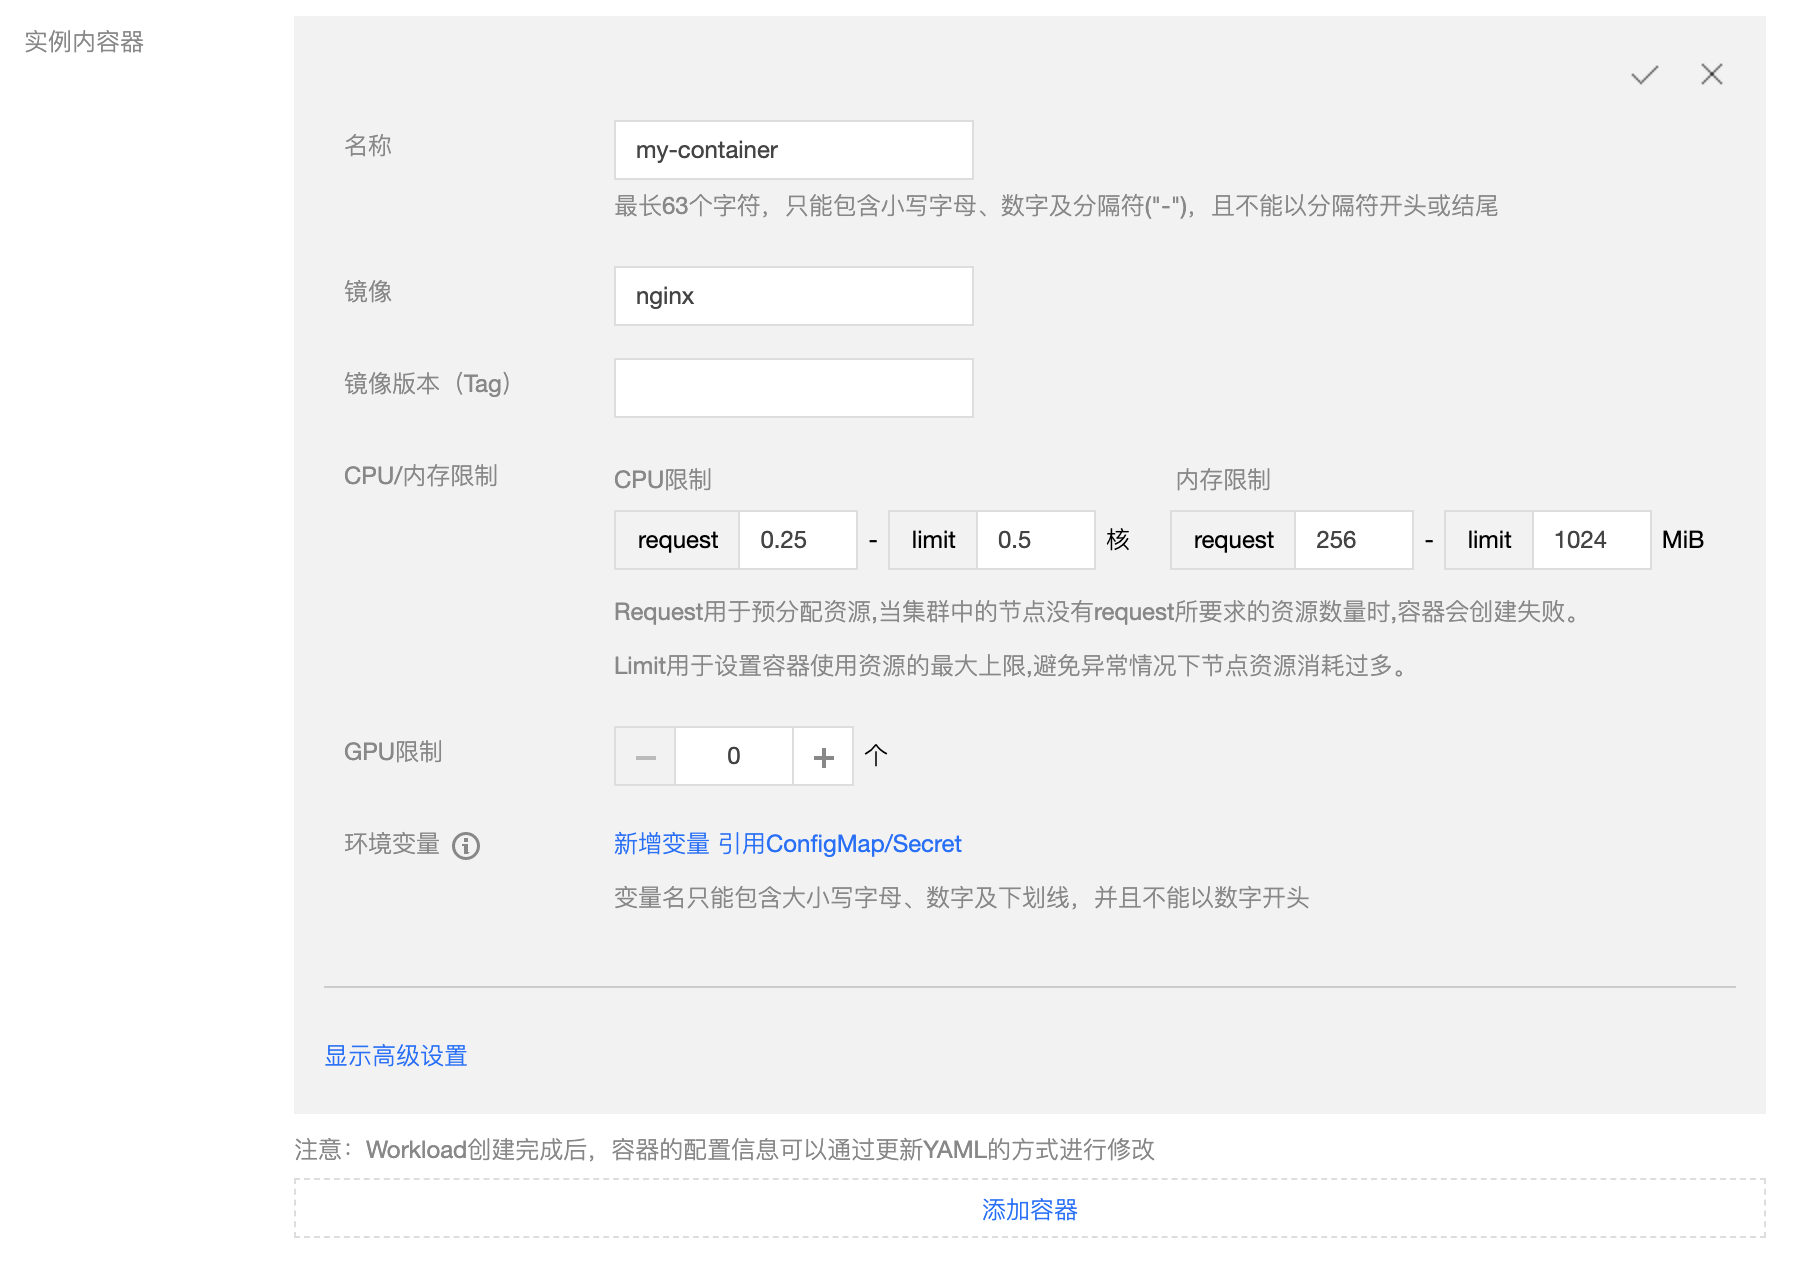 实例内容器
名称
my-container
最长63个字符，只能包含小写字母、数字及分隔符("-")，且不能以分隔符开头或结尾
镜像
nginx
镜像版本（Tag）
CPU/内存限制
CPU限制
内存限制
request 0.25 - limit 0.5 核 request 256 - limit 1024 MiB
Request用于预分配资源,当集群中的节点没有request所要求的资源数量时,容器会创建失败。
Limit用于设置容器使用资源的最大上限,避免异常情况下节点资源消耗过多。
GPU限制
0 个
环境变量
新增变量 引用ConfigMap/Secret
变量名只能包含大小写字母、数字及下划线，并且不能以数字开头
显示高级设置
注意：Workload创建完成后，容器的配置信息可以通过更新YAML的方式进行修改
添加容器